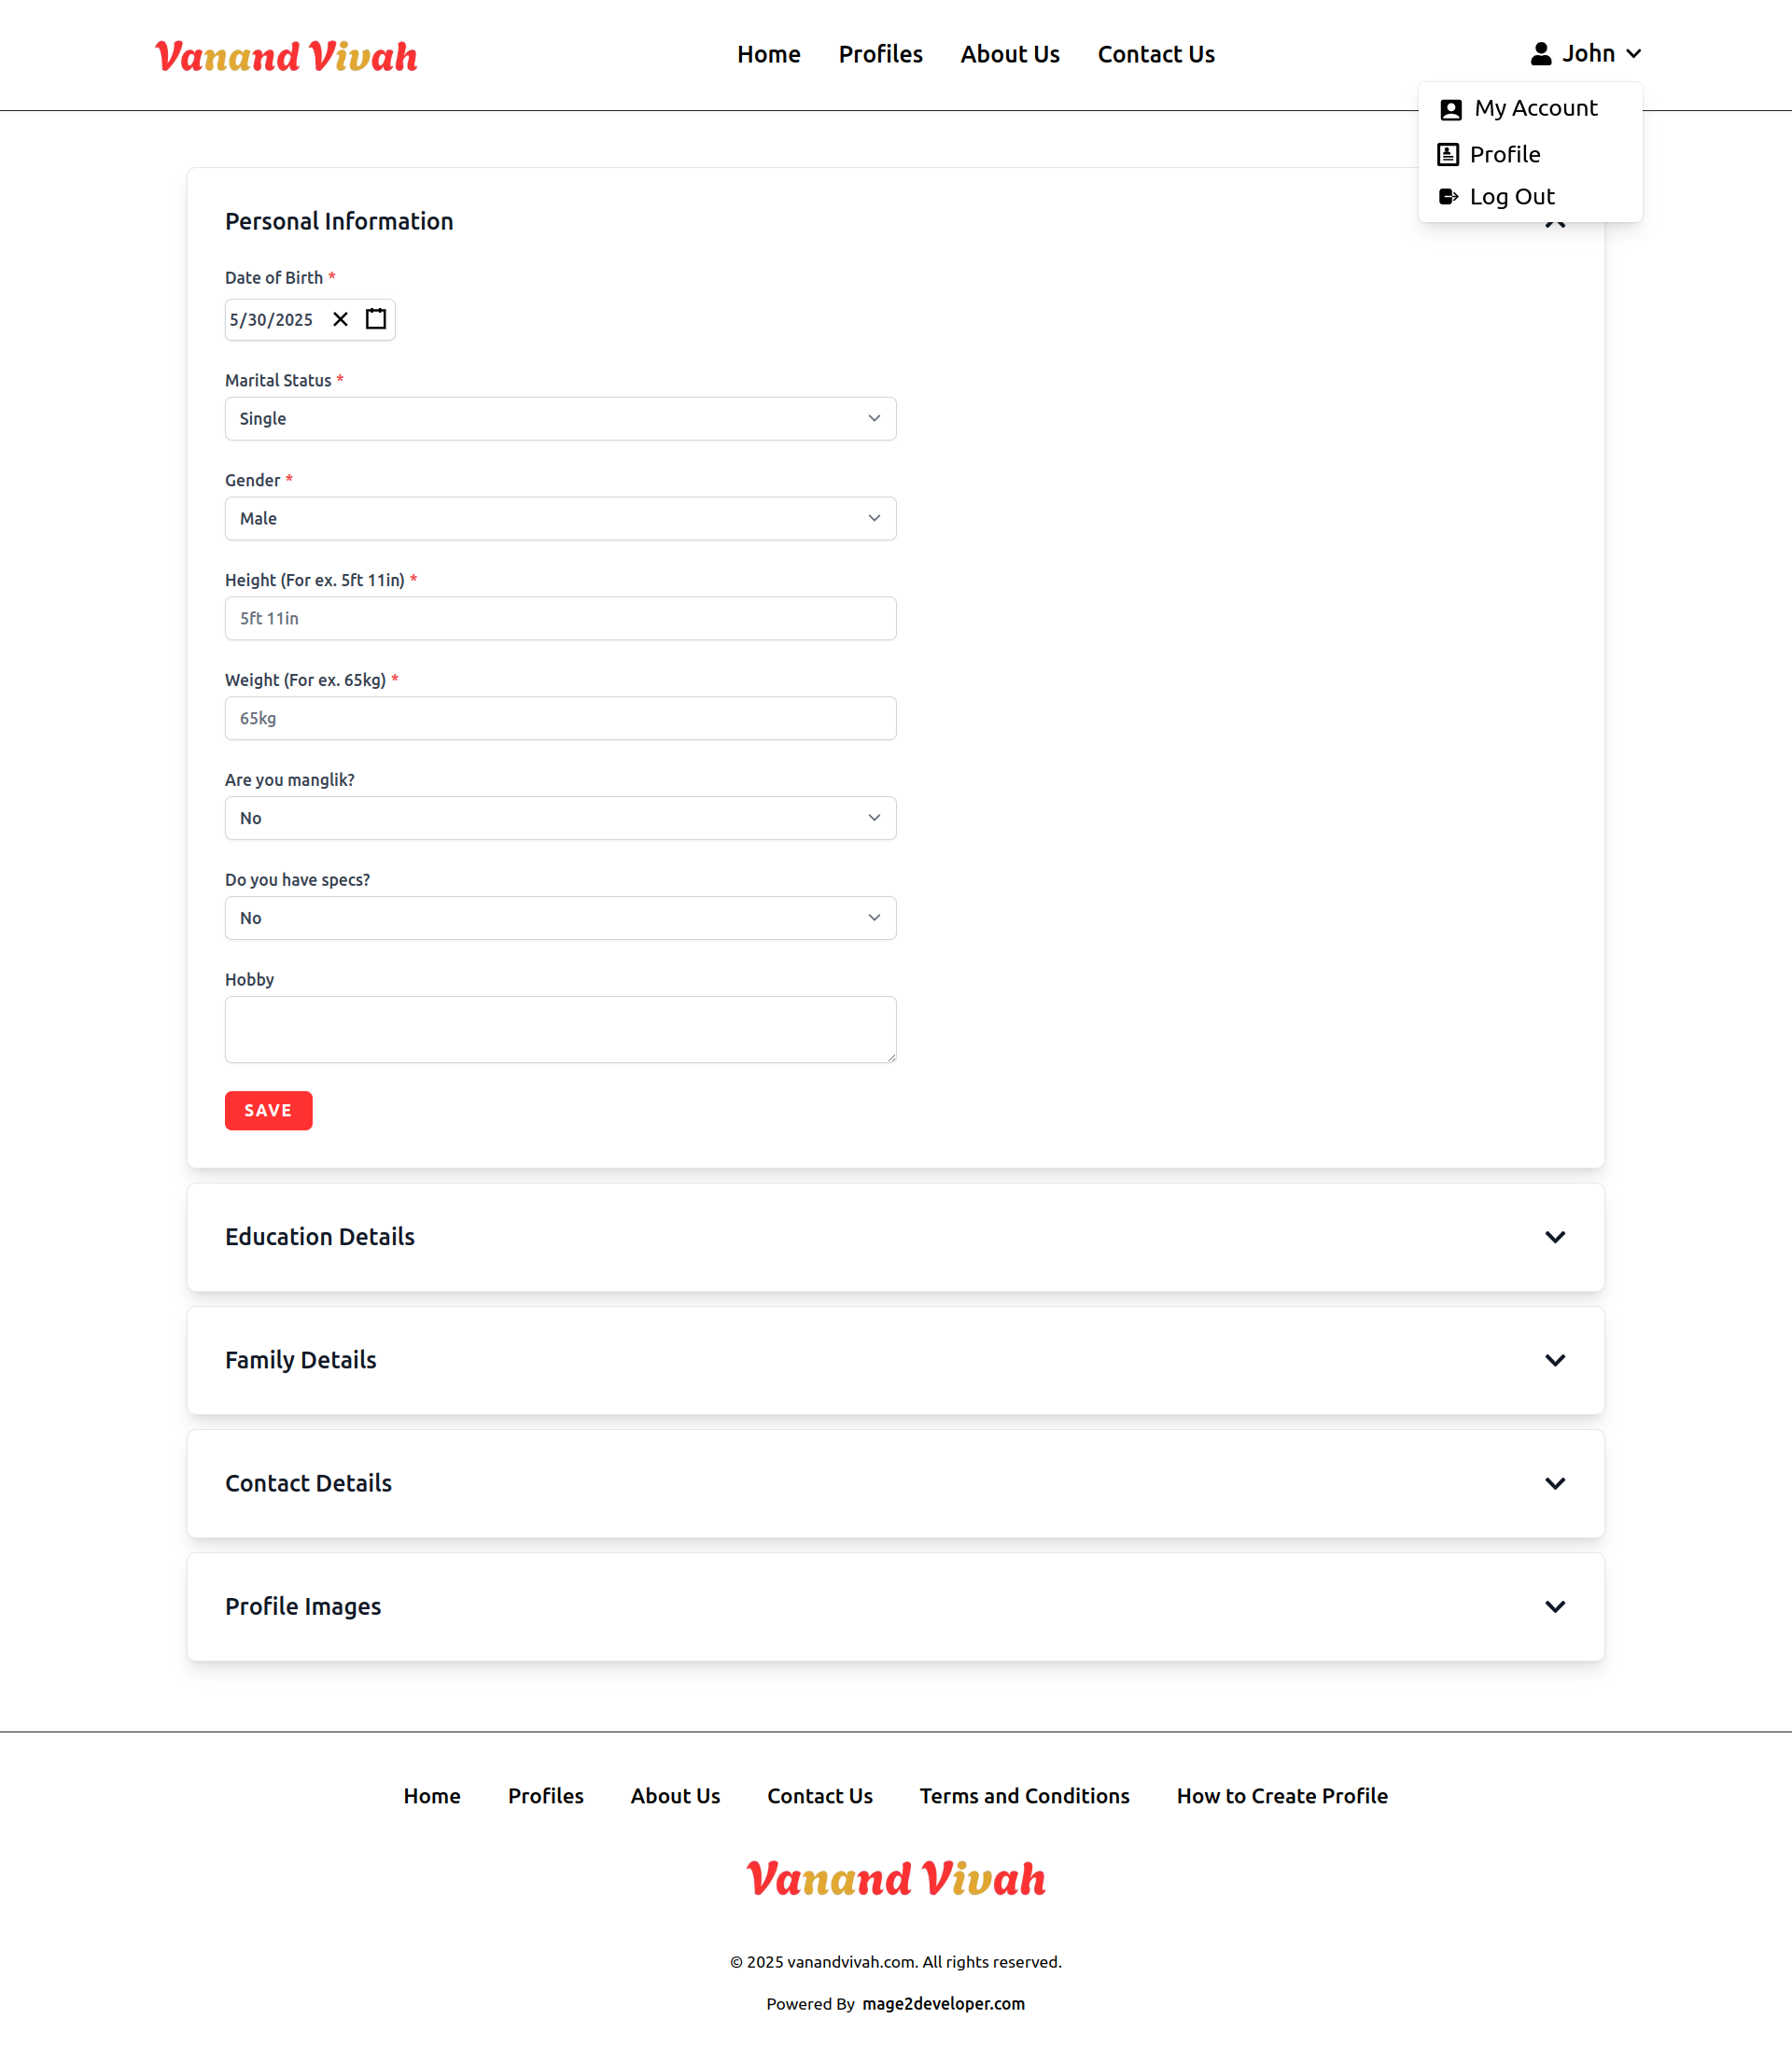 Vanand Vivah
Home Profiles About Us Contact Us
John
My Account
Profile
Log Out
Personal Information
Date of Birth *
5/30/2025
Marital Status *
Single
Gender *
Male
Height (For ex. 5ft 11in) *
5ft 11in
Weight (For ex. 65kg) *
65kg
Are you manglik?
No
Do you have specs?
No
Hobby
SAVE
Education Details
Family Details
Contact Details
Profile Images
Home Profiles About Us Contact Us Terms and Conditions How to Create Profile
Vanand Vivah
© 2025 vanandvivah.com. All rights reserved.
Powered By mage2developer.com